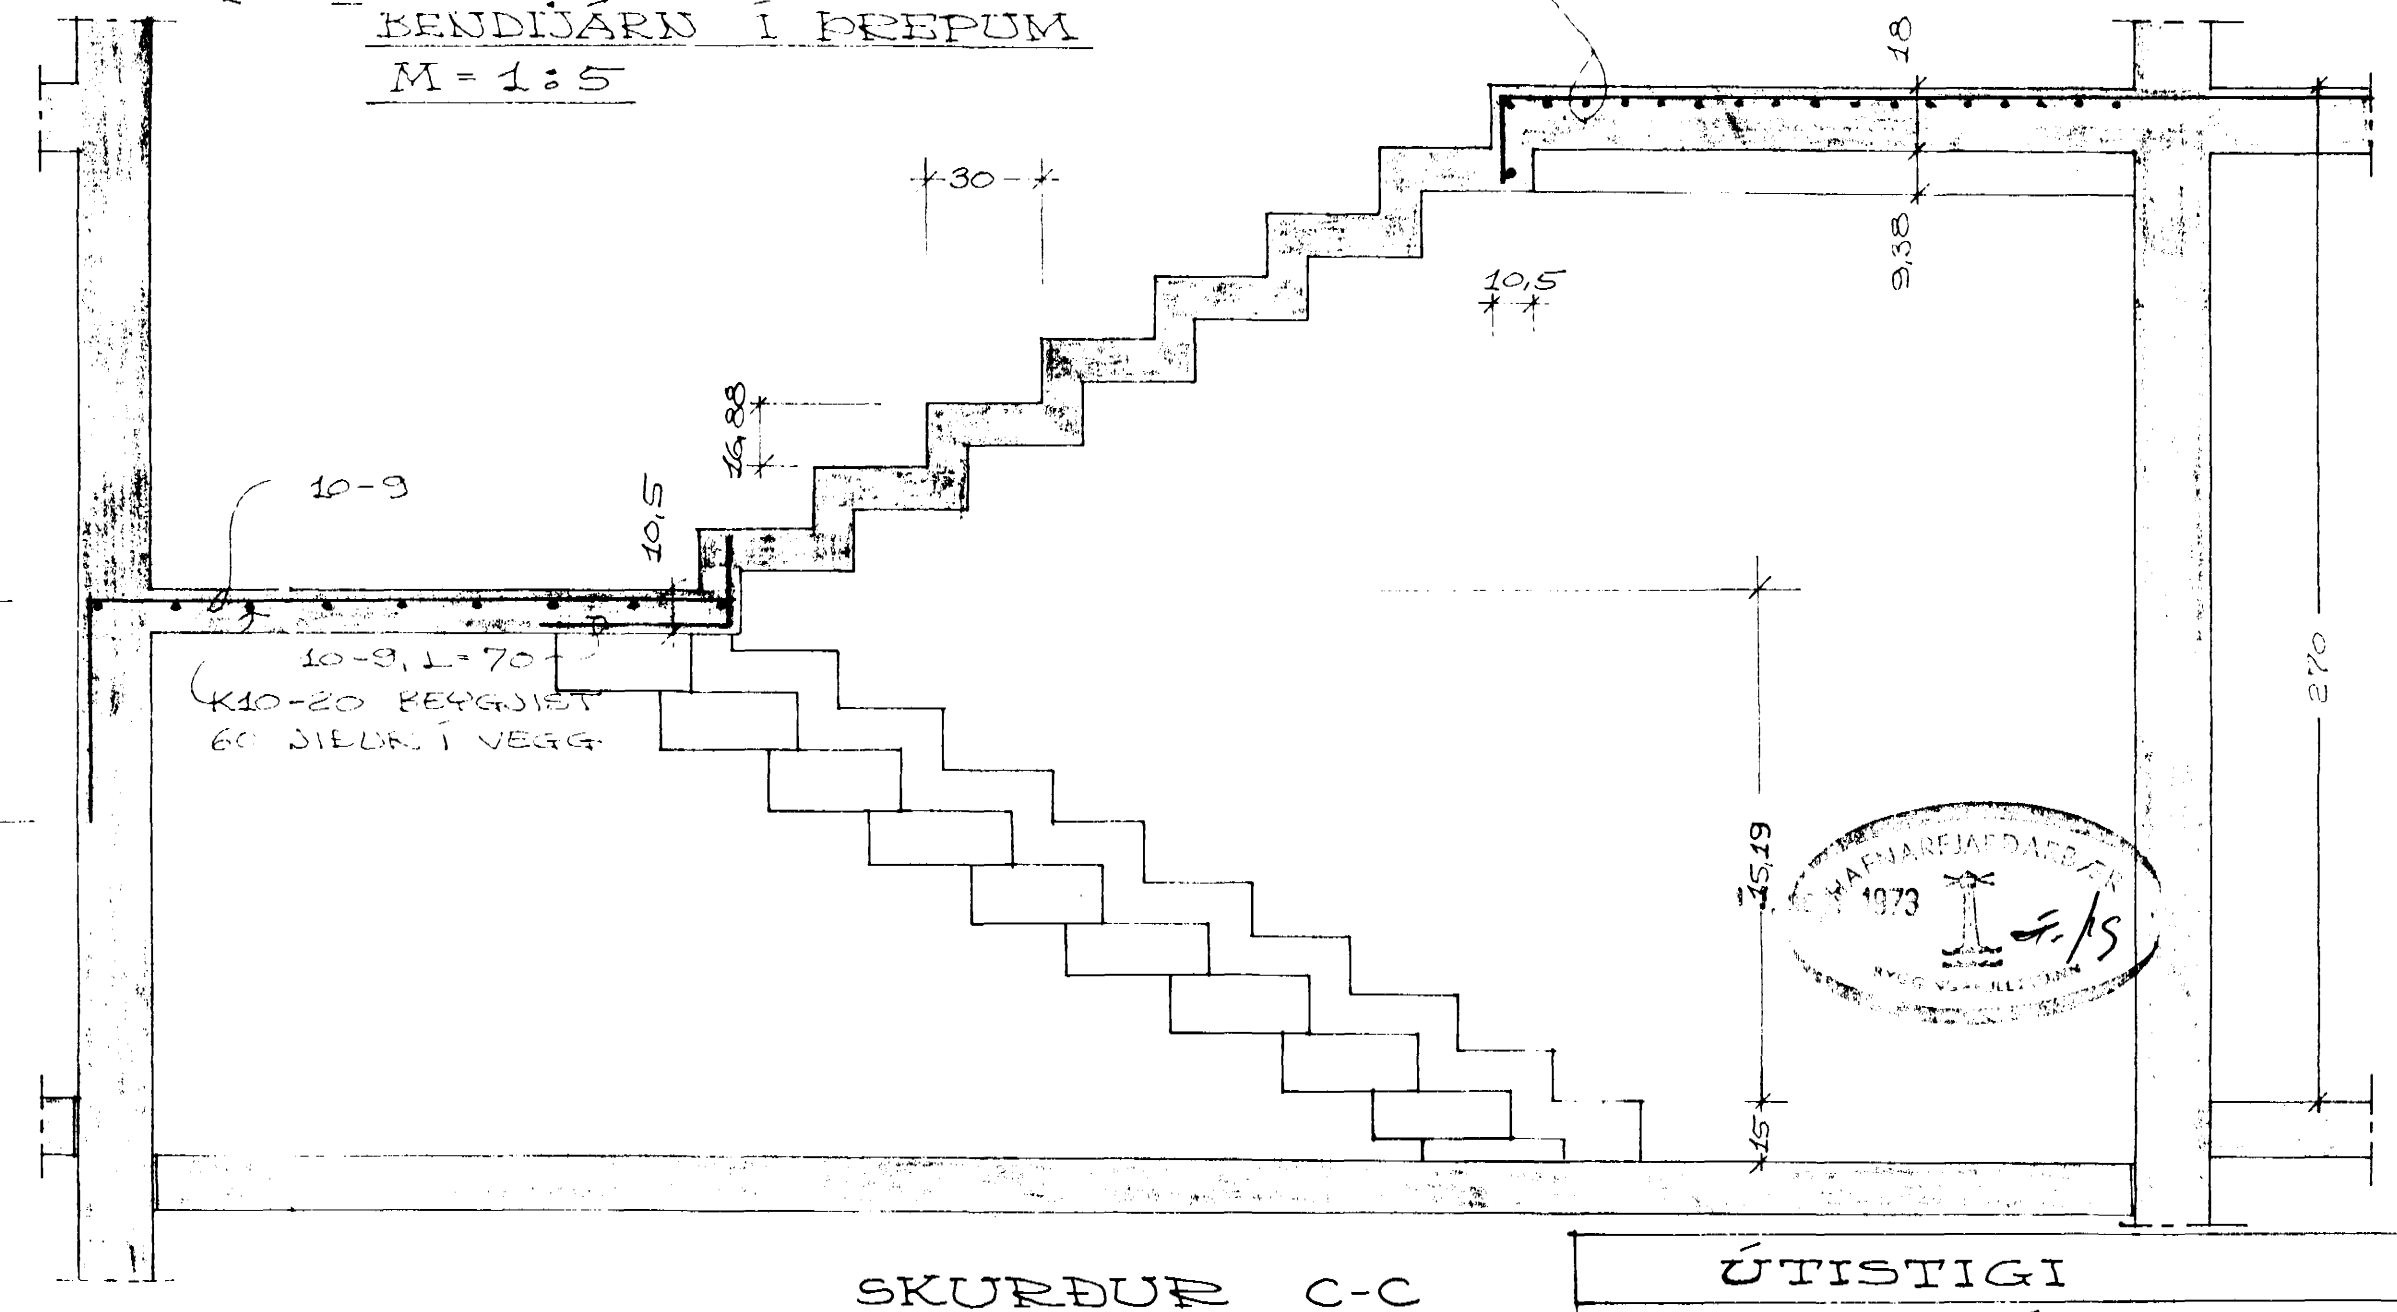 BENDIJÁRN Í ÞREPUM
M = 1:5
18
30
9,38
10,5
16,88
10-9
10,5
10-9, L=70
K10-20 BEYGJIST
60 NIÐUR Í VEGG
270
15,19
HAFNARFJARÐARBÆR
1973
15
SKURÐUR C-C
ÚTISTIGI